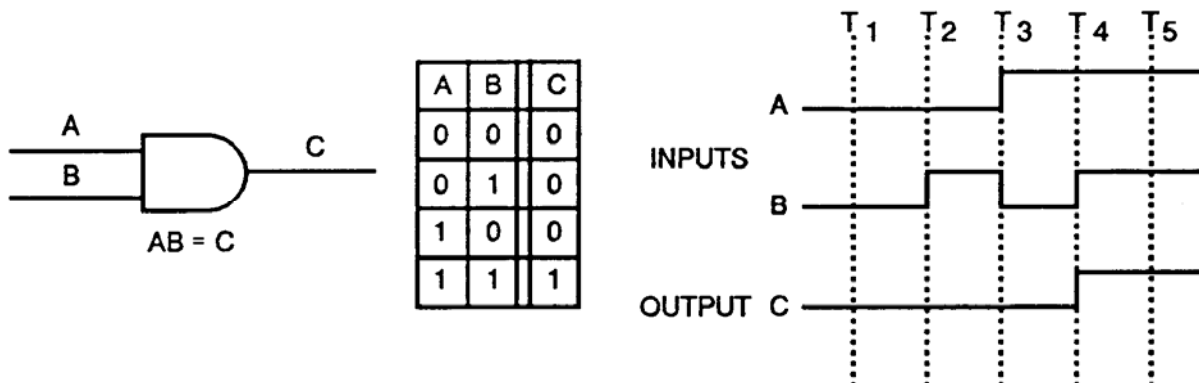 A
B
C
AB = C
A B C
0 0 0
0 1 0
1 0 0
1 1 1
T1 T2 T3 T4 T5
A
INPUTS
B
OUTPUT C